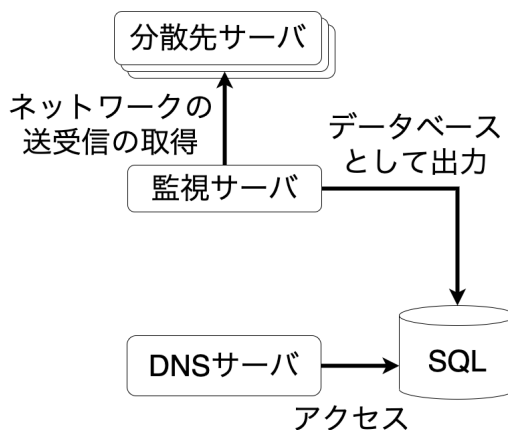 分散先サーバ
ネットワークの
送受信の取得
データベース
として出力
監視サーバ
DNSサーバ
SQL
アクセス